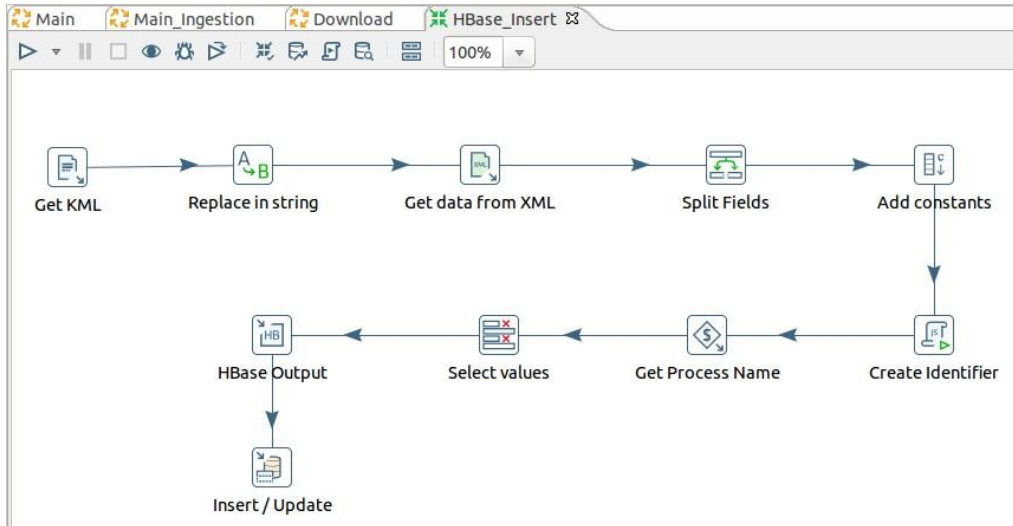 Main Main_Ingestion Download HBase_Insert
100%
Get KML Replace in string Get data from XML Split Fields Add constants
HBase Output Select values Get Process Name Create Identifier
Insert / Update